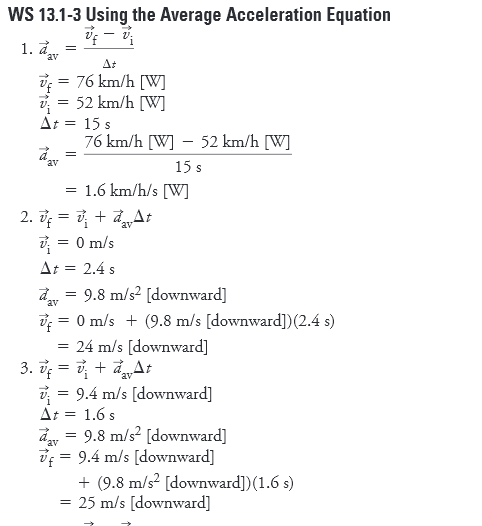 WS 13.1-3 Using the Average Acceleration Equation
1. a⃗av = (v⃗f − v⃗i) / Δt
v⃗f = 76 km/h [W]
v⃗i = 52 km/h [W]
Δt = 15 s
a⃗av = (76 km/h [W] − 52 km/h [W]) / 15 s
= 1.6 km/h/s [W]
2. v⃗f = v⃗i + a⃗avΔt
v⃗i = 0 m/s
Δt = 2.4 s
a⃗av = 9.8 m/s² [downward]
v⃗f = 0 m/s + (9.8 m/s [downward])(2.4 s)
= 24 m/s [downward]
3. v⃗f = v⃗i + a⃗avΔt
v⃗i = 9.4 m/s [downward]
Δt = 1.6 s
a⃗av = 9.8 m/s² [downward]
v⃗f = 9.4 m/s [downward]
+ (9.8 m/s² [downward])(1.6 s)
= 25 m/s [downward]